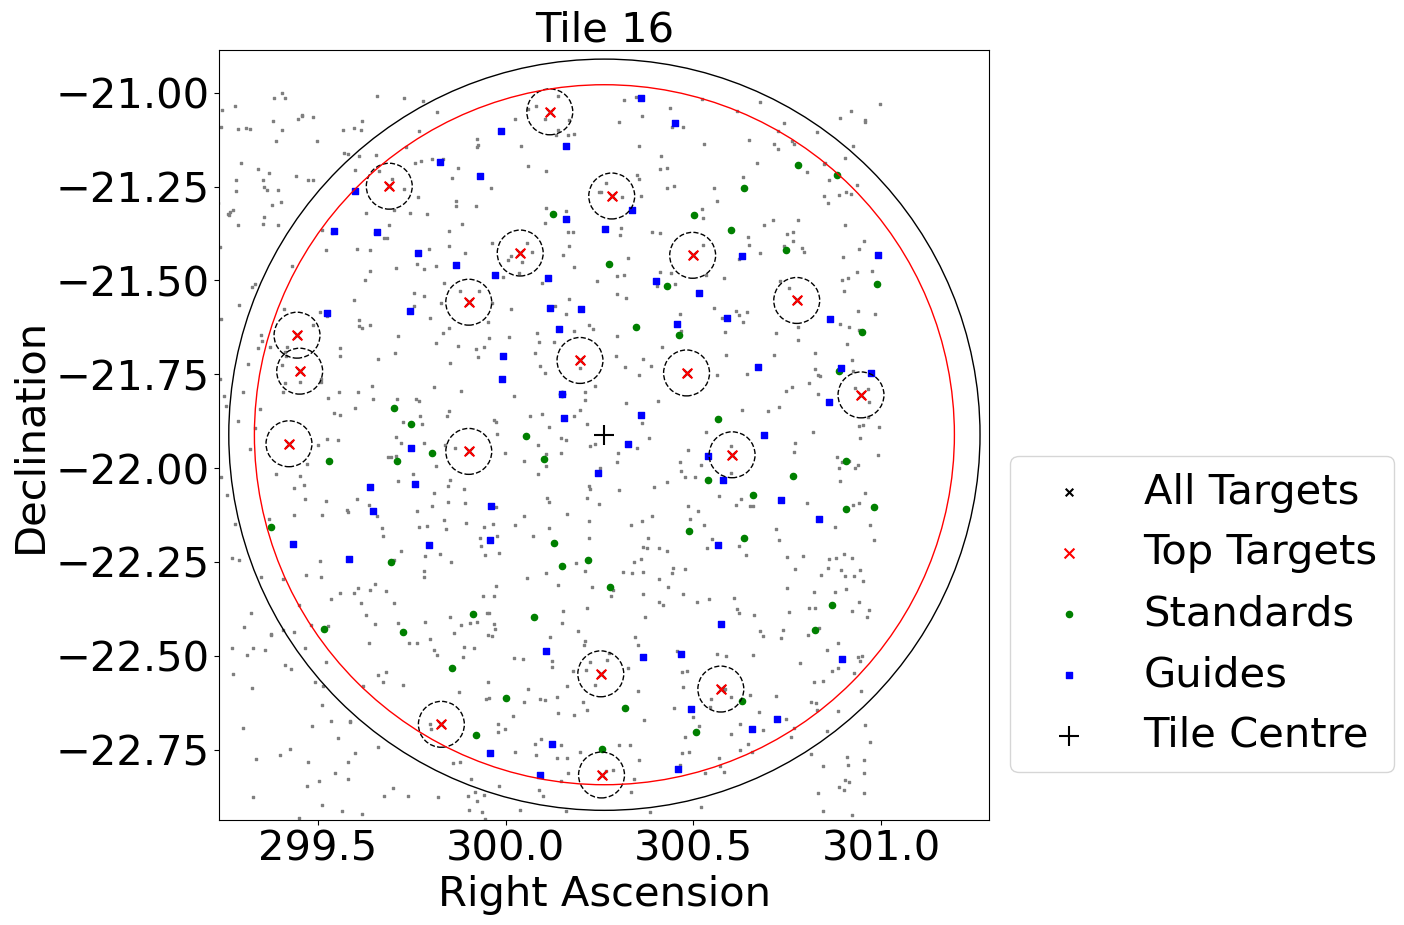 Tile 16
−21.00
−21.25
−21.50
−21.75
−22.00
−22.25
−22.50
−22.75
Declination
299.5 300.0 300.5 301.0
Right Ascension
All Targets
Top Targets
Standards
Guides
Tile Centre